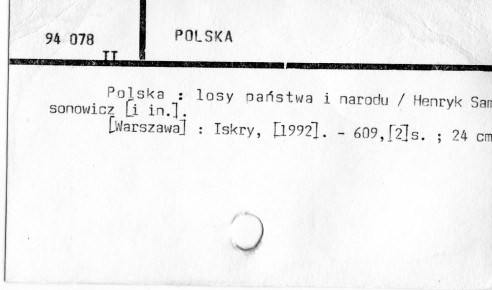 94 078 POLSKA
II
Polska : losy państwa i narodu / Henryk Sam
sonowicz [i in.].
[Warszawa] : Iskry, [1992]. - 609,[2]s. ; 24 cm